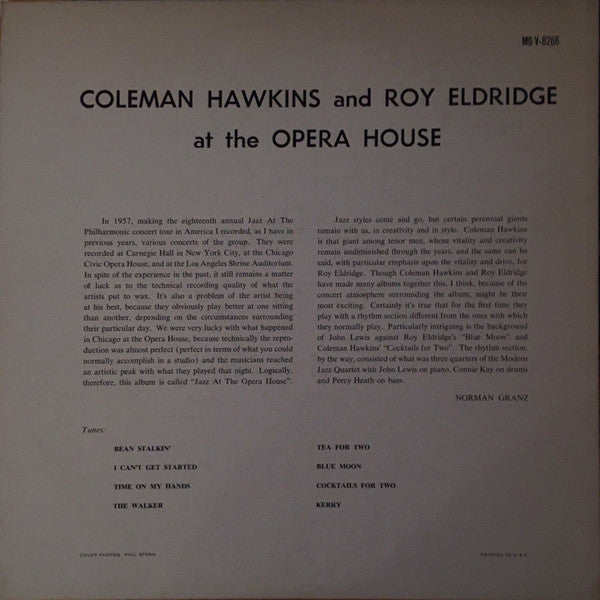 MG V-8266
COLEMAN HAWKINS and ROY ELDRIDGE
at the OPERA HOUSE
In 1957, making the eighteenth annual Jazz At The
Philharmonic concert tour in America I recorded, as I have in
previous years, various concerts of the group. They were
recorded at Carnegie Hall in New York City, at the Chicago
Civic Opera House, and at the Los Angeles Shrine Auditorium.
In spite of the experience in the past, it still remains a matter
of luck as to the technical recording quality of what the
artists put to wax. It's also a problem of the artist being
at his best, because they obviously play better at one sitting
than another, depending on the circumstances surrounding
their particular day. We were very lucky with what happened
in Chicago at the Opera House, because technically the repro-
duction was almost perfect (perfect in terms of what you could
normally accomplish in a studio) and the musicians reached
an artistic peak with what they played that night. Logically,
therefore, this album is called "Jazz At The Opera House".
Jazz styles come and go, but certain perennial giants
remain with us, in creativity and in style. Coleman Hawkins
is that giant among tenor men, whose vitality and creativity
remain undiminished through the years, and the same can be
said, with particular emphasis upon the vitality and drive, for
Roy Eldridge. Though Coleman Hawkins and Roy Eldridge
have made many albums together this, I think, because of the
concert atmosphere surrounding the album, might be their
most exciting. Certainly it's true that for the first time they
play with a rhythm section different from the ones with which
they normally play. Particularly intriguing is the background
of John Lewis against Roy Eldridge's "Blue Moon" and
Coleman Hawkins' "Cocktails for Two". The rhythm section,
by the way, consisted of what was three quarters of the Modern
Jazz Quartet with John Lewis on piano, Connie Kay on drums
and Percy Heath on bass.
NORMAN GRANZ
Tunes:
BEAN STALKIN'
I CAN'T GET STARTED
TIME ON MY HANDS
THE WALKER
TEA FOR TWO
BLUE MOON
COCKTAILS FOR TWO
KERRY
COVER PHOTOS: PHIL STERN
PRINTED IN U.S.